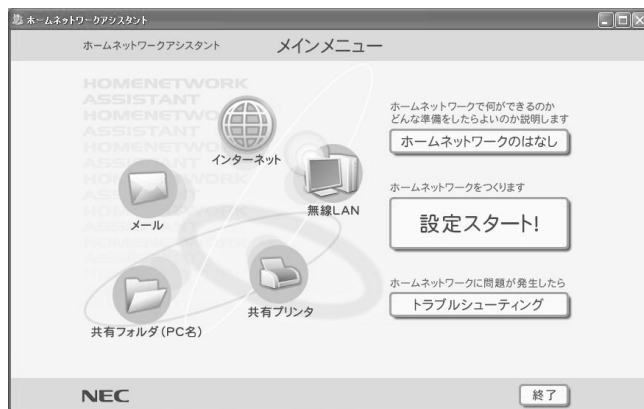 ホームネットワークアシスタント
ホームネットワークアシスタント
メインメニュー
HOMENETWORK
ASSISTANT
HOMENETWORK
ASSISTANT
HOMENETWORK
ASSISTANT
インターネット
無線LAN
メール
共有プリンタ
共有フォルダ(PC名)
ホームネットワークで何ができるのか
どんな準備をしたらよいのか説明します
ホームネットワークのはなし
ホームネットワークをつくります
設定スタート!
ホームネットワークに問題が発生したら
トラブルシューティング
NEC
終了